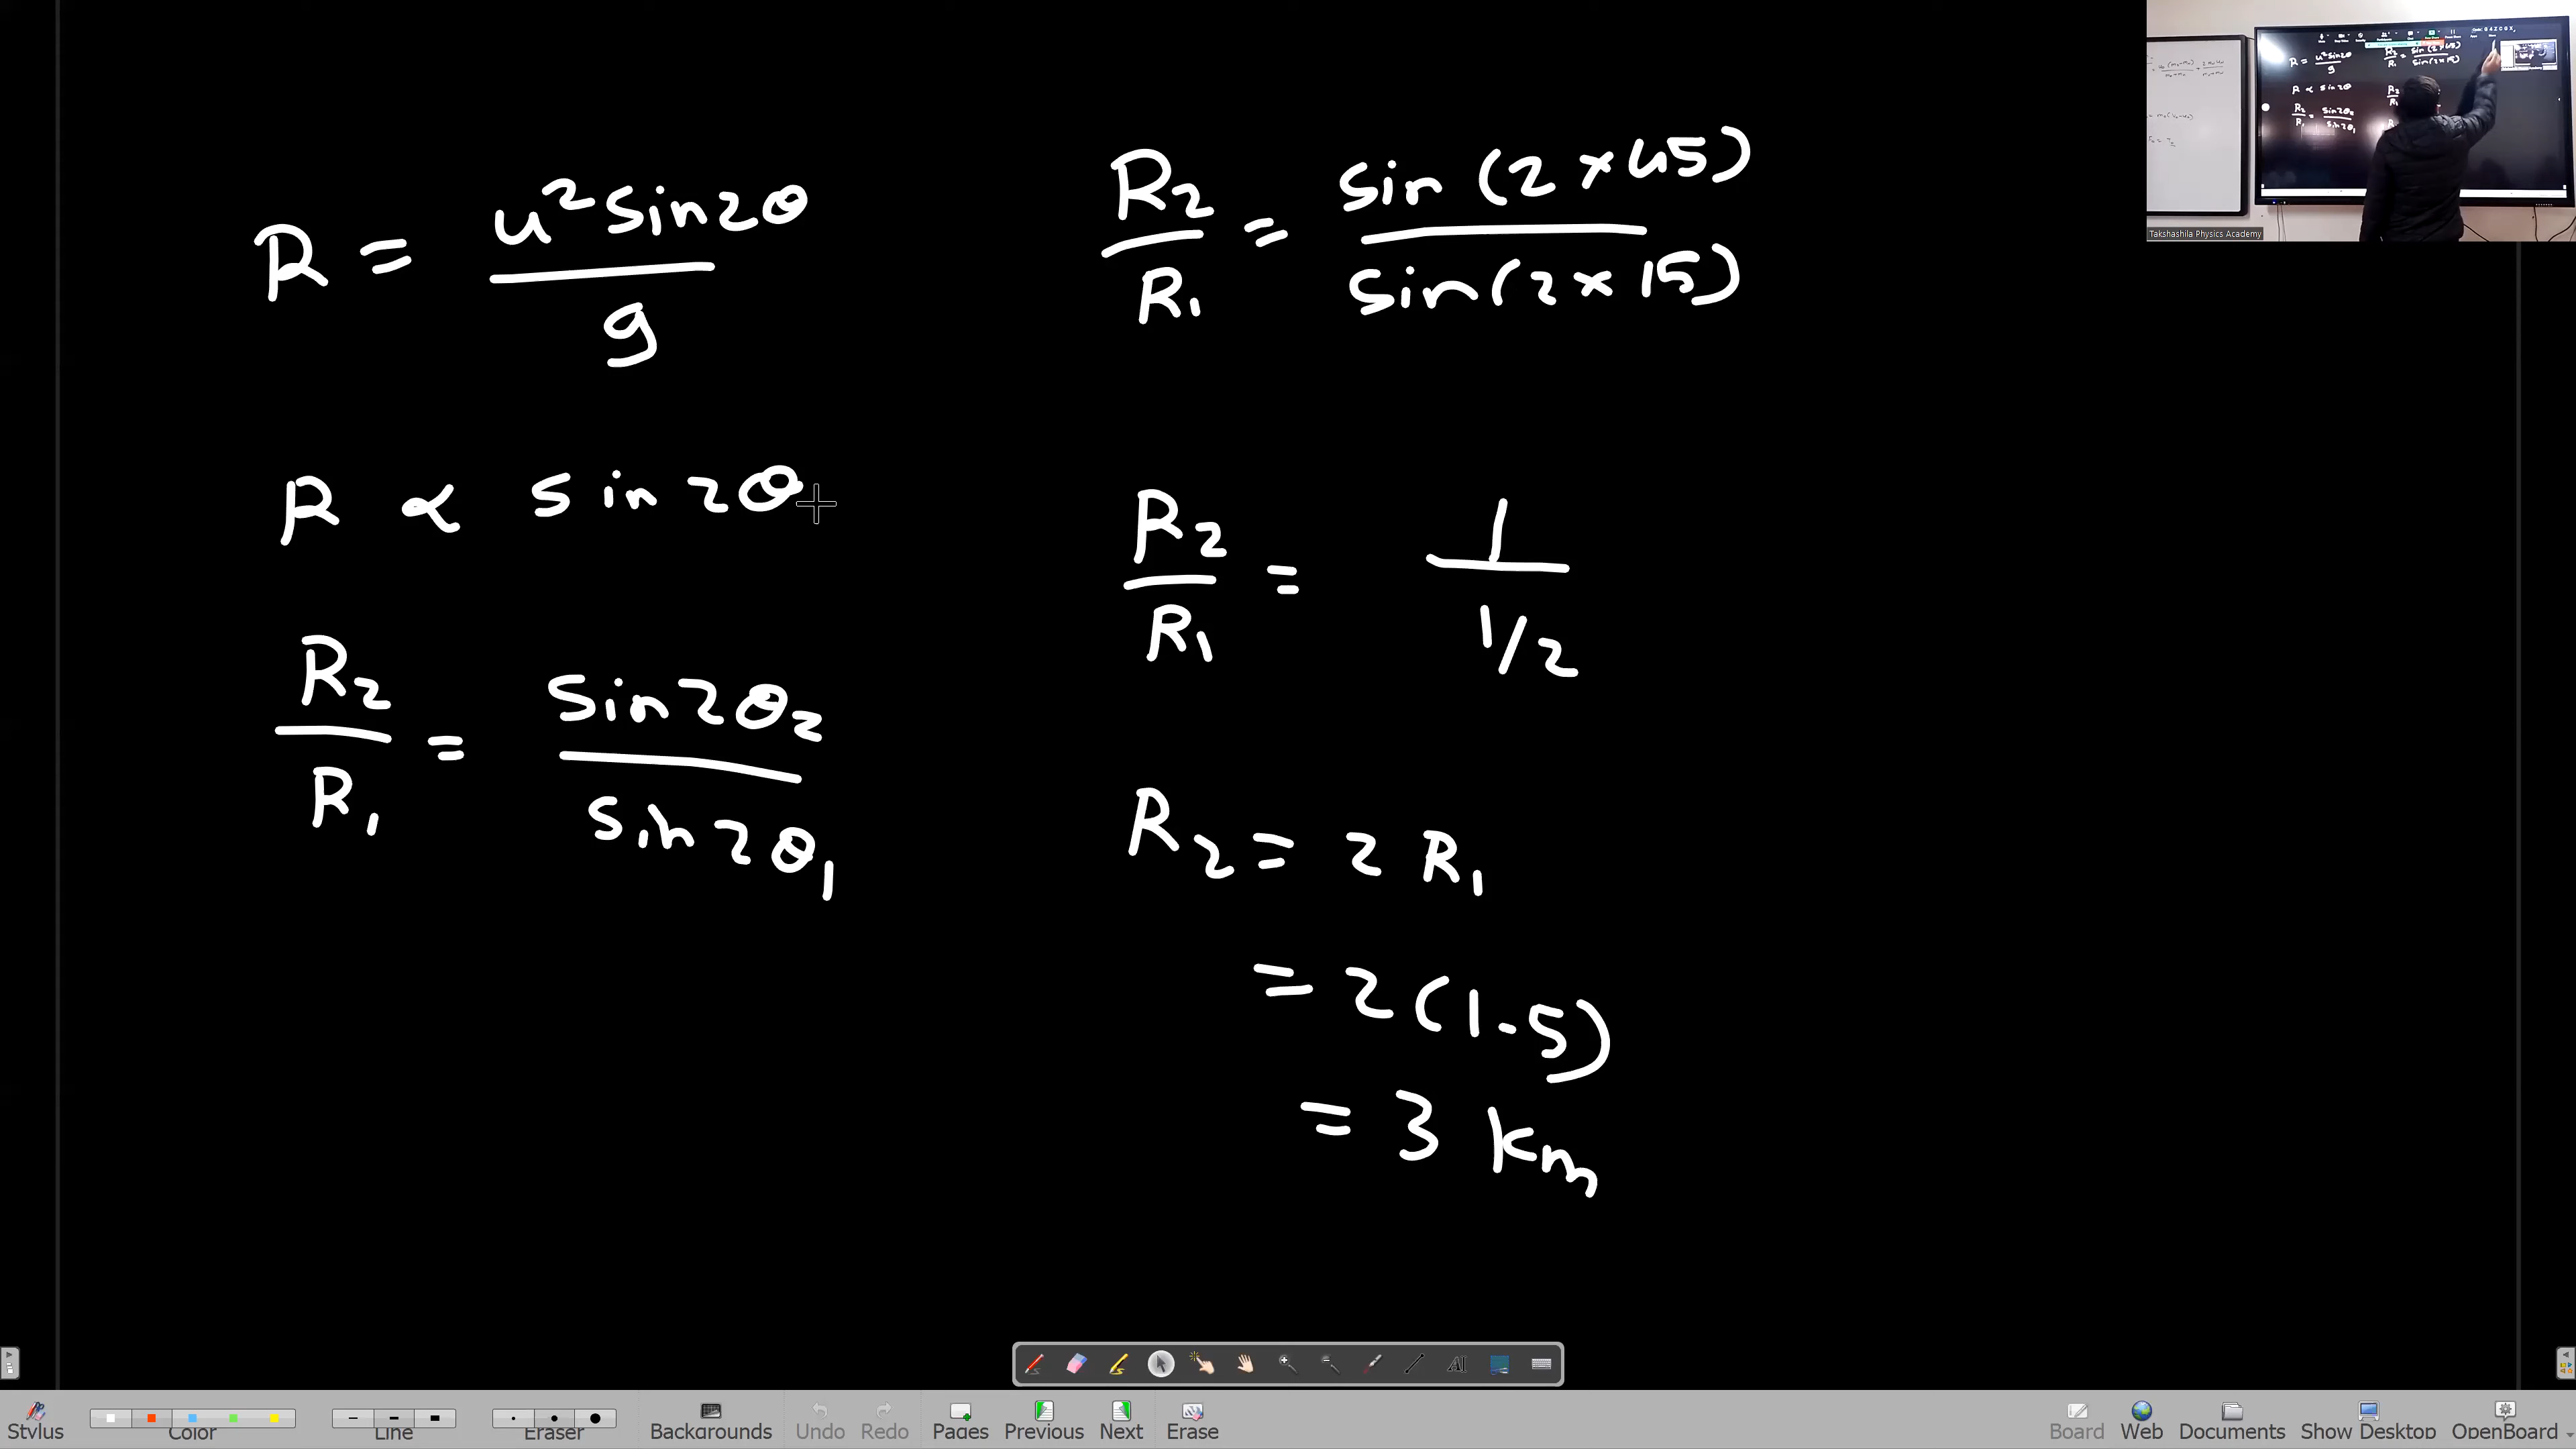 R = u²sin2θ / g
R ∝ sin2θ
R₂/R₁ = sin2θ₂ / sin2θ₁
R₂/R₁ = sin(2×45) / sin(2×15)
R₂/R₁ = 1 / 1/2
R₂ = 2R₁
= 2(1.5)
= 3 km
Takshashila Physics Academy
Stylus Color Line Eraser Backgrounds Undo Redo Pages Previous Next Erase Board Web Documents Show Desktop OpenBoard